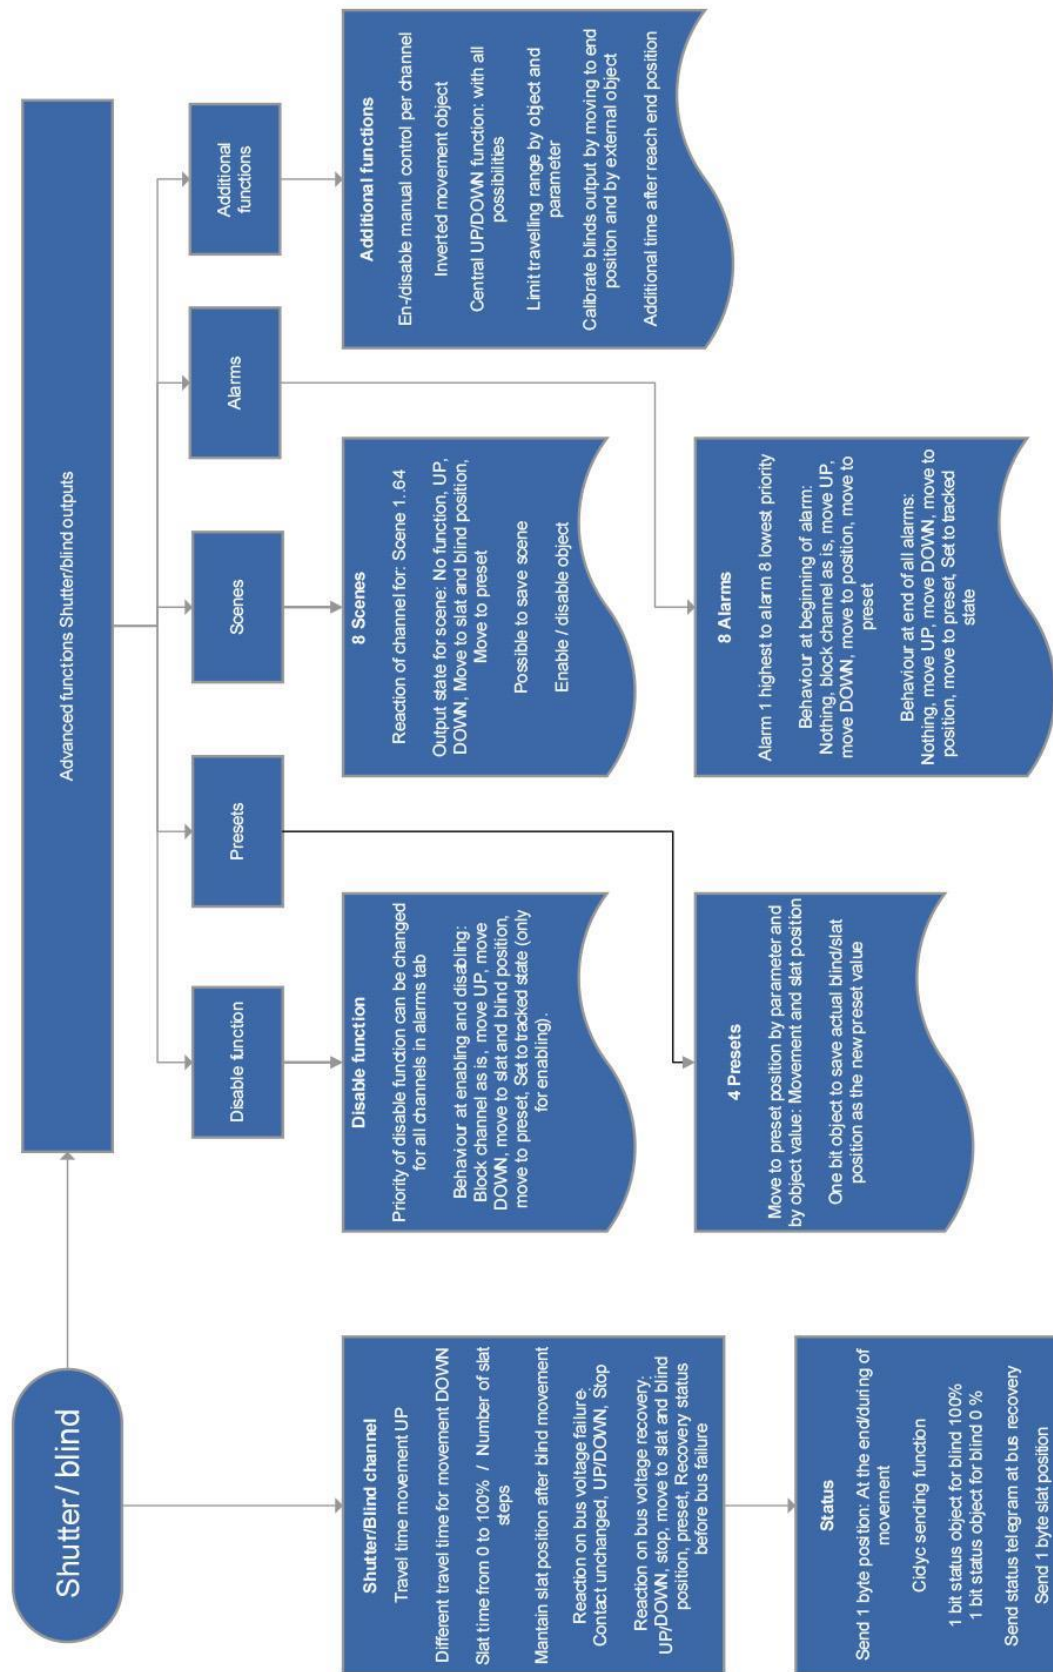 Shutter / blind
Advanced functions Shutter/blind outputs
Disable function
Presets
Scenes
Alarms
Additional
functions
Shutter/Blind channel
Travel time movement UP
Different travel time for movement DOWN
Slat time from 0 to 100% / Number of slat
steps
Mantain slat position after blind movement
Reaction on bus voltage failure-
Contact unchanged, UP/DOWN, Stop
Reaction on bus voltage recovery:
UP/DOWN, stop, move to slat and blind
position, preset, Recovery status
before bus failure
Disable function
Priority of disable function can be changed
for all channels in alarms tab
Behaviour at enabling and disabling:
Block channel as is, move UP, move
DOWN, move to slat and blind position,
move to preset, Set to tracked state (only
for enabling).
8 Scenes
Reaction of channel for: Scene 1..64
Output state for scene: No function, UP,
DOWN, Move to slat and blind position,
Move to preset
Possible to save scene
Enable / disable object
Additional functions
En-/disable manual control per channel
Inverted movement object
Central UP/DOWN function: with all
possibilities
Limit travelling range by object and
parameter
Calibrate blinds output by moving to end
position and by external object
Additional time after reach end position
Status
Send 1 byte position: At the end/during of
movement
Cidyc sending function
1 bit status object for blind 100%
1 bit status object for blind 0 %
Send status telegram at bus recovery
Send 1 byte slat position
4 Presets
Move to preset position by parameter and
by object value: Movement and slat position
One bit object to save actual blind/slat
position as the new preset value
8 Alarms
Alarm 1 highest to alarm 8 lowest priority
Behaviour at beginning of alarm:
Nothing, block channel as is, move UP,
move DOWN, move to position, move to
preset
Behaviour at end of all alarms:
Nothing, move UP, move DOWN, move to
position, move to preset, Set to tracked
state